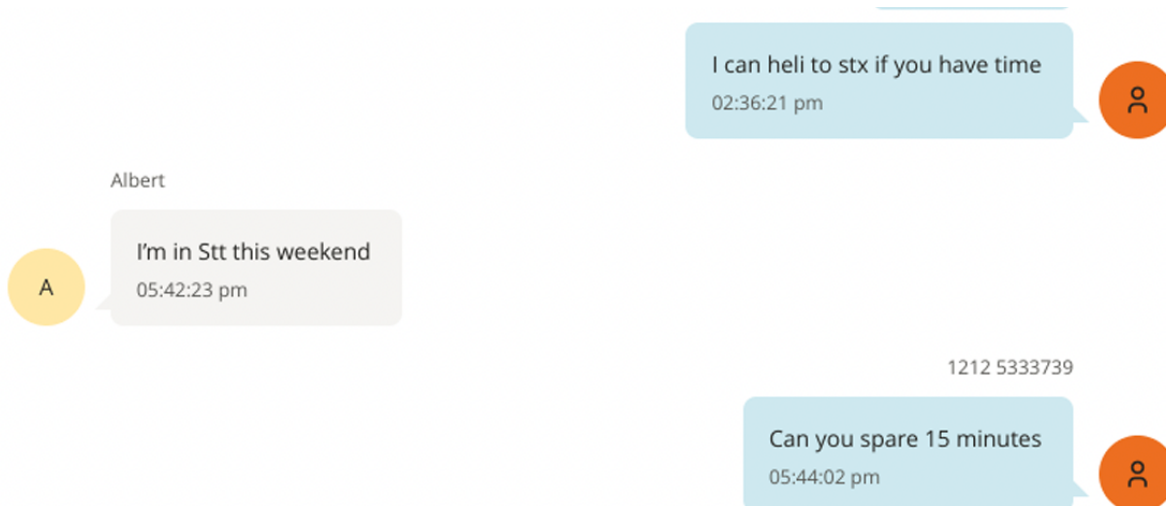 I can heli to stx if you have time
02:36:21 pm
Albert
I'm in Stt this weekend
A
05:42:23 pm
1212 5333739
Can you spare 15 minutes
05:44:02 pm